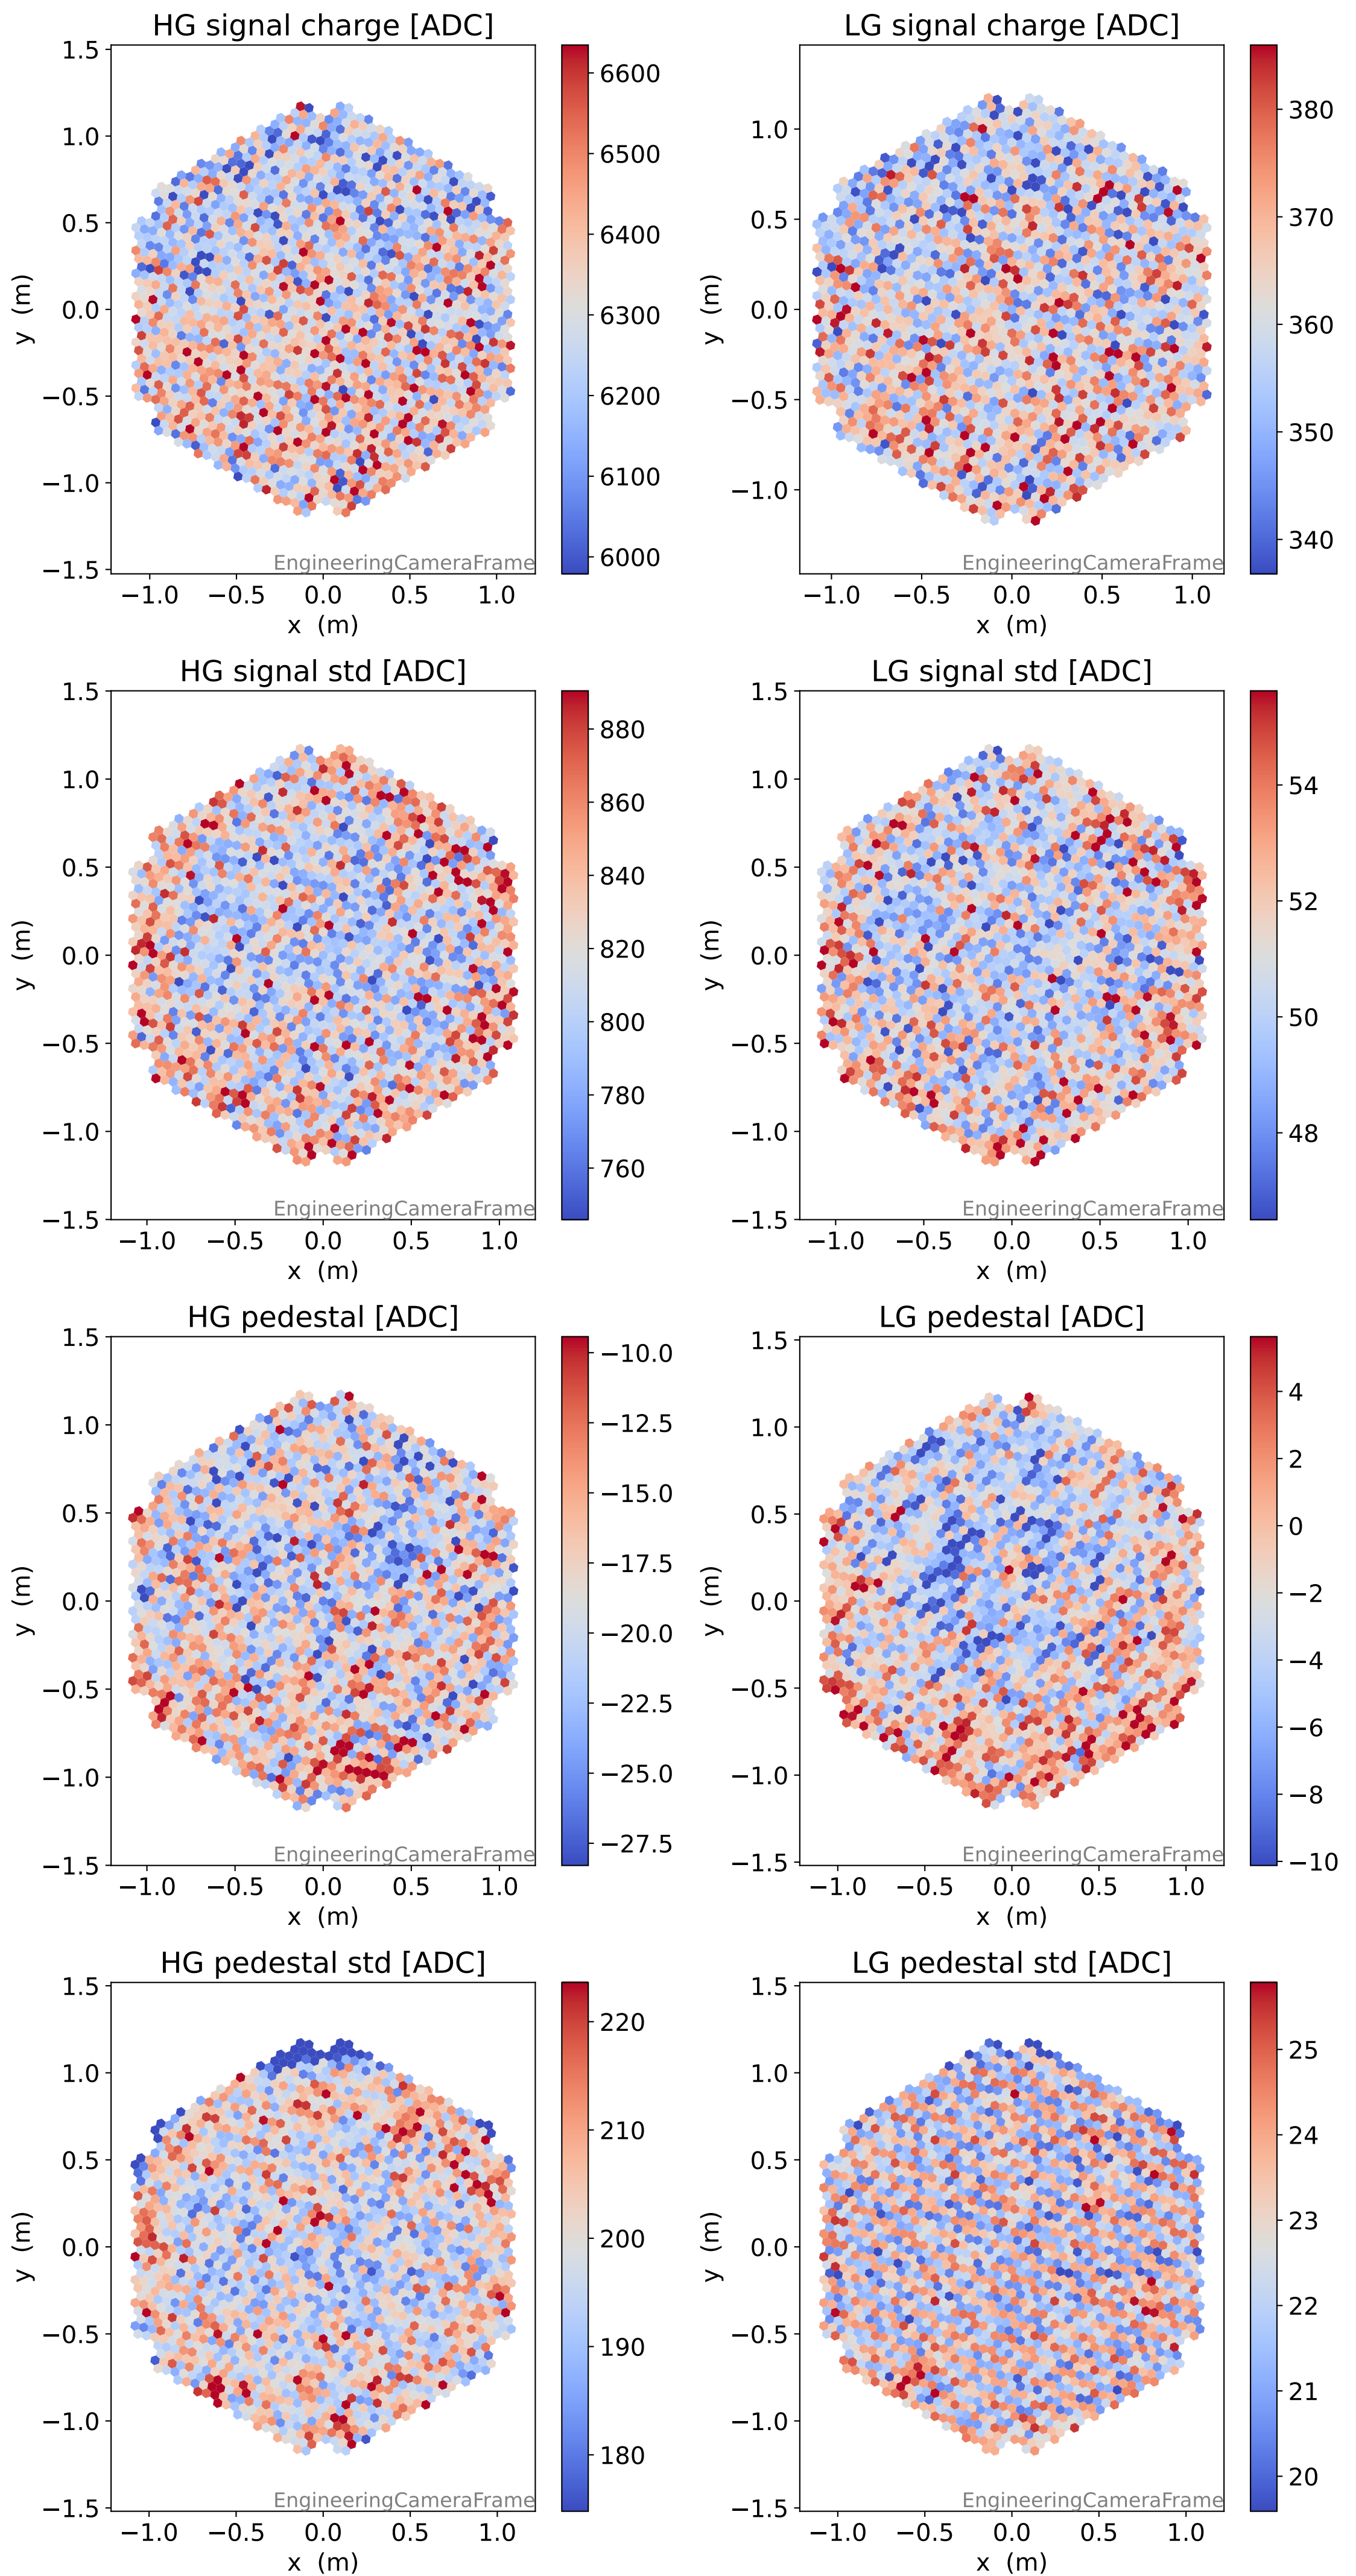 HG signal charge [ADC]
1.5
1.0
0.5
0.0
−0.5
−1.0
−1.5
y (m)
−1.0 −0.5 0.0 0.5 1.0
x (m)
EngineeringCameraFrame
6600
6500
6400
6300
6200
6100
6000
LG signal charge [ADC]
1.0
0.5
0.0
−0.5
−1.0
y (m)
−1.0 −0.5 0.0 0.5 1.0
x (m)
EngineeringCameraFrame
380
370
360
350
340
HG signal std [ADC]
1.5
1.0
0.5
0.0
−0.5
−1.0
−1.5
y (m)
−1.0 −0.5 0.0 0.5 1.0
x (m)
EngineeringCameraFrame
880
860
840
820
800
780
760
LG signal std [ADC]
1.5
1.0
0.5
0.0
−0.5
−1.0
−1.5
y (m)
−1.0 −0.5 0.0 0.5 1.0
x (m)
EngineeringCameraFrame
54
52
50
48
HG pedestal [ADC]
1.5
1.0
0.5
0.0
−0.5
−1.0
−1.5
y (m)
−1.0 −0.5 0.0 0.5 1.0
x (m)
EngineeringCameraFrame
−10.0
−12.5
−15.0
−17.5
−20.0
−22.5
−25.0
−27.5
LG pedestal [ADC]
1.5
1.0
0.5
0.0
−0.5
−1.0
−1.5
y (m)
−1.0 −0.5 0.0 0.5 1.0
x (m)
EngineeringCameraFrame
4
2
0
−2
−4
−6
−8
−10
HG pedestal std [ADC]
1.5
1.0
0.5
0.0
−0.5
−1.0
−1.5
y (m)
−1.0 −0.5 0.0 0.5 1.0
x (m)
EngineeringCameraFrame
220
210
200
190
180
LG pedestal std [ADC]
1.5
1.0
0.5
0.0
−0.5
−1.0
−1.5
y (m)
−1.0 −0.5 0.0 0.5 1.0
x (m)
EngineeringCameraFrame
25
24
23
22
21
20